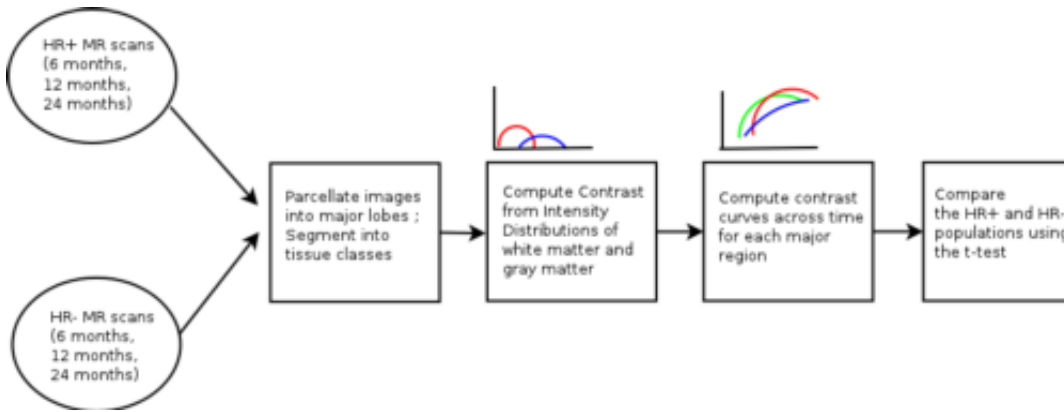 HR+ MR scans
(6 months,
12 months,
24 months)
HR- MR scans
(6 months,
12 months,
24 months)
Parcellate images
into major lobes ;
Segment into
tissue classes
Compute Contrast
from Intensity
Distributions of
white matter and
gray matter
Compute contrast
curves across time
for each major
region
Compare
the HR+ and HR-
populations using
the t-test